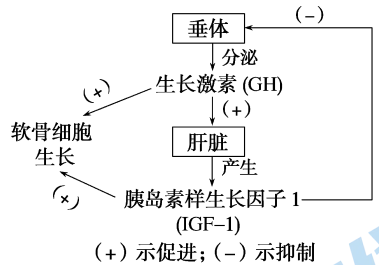 垂体
(－)
分泌
生长激素 (GH)
(+)
(+)
软骨细胞
生长
肝脏
产生
(+)
胰岛素样生长因子 1
(IGF–1)
(+)示促进；(－)示抑制